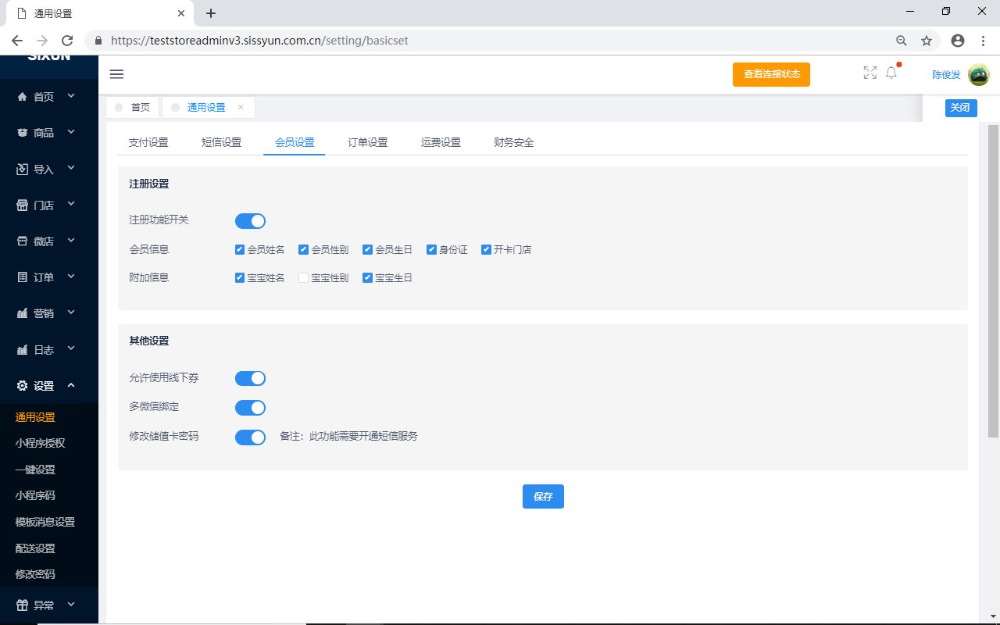 通用设置
https://teststoreadminv3.sissyun.com.cn/setting/basicset
SIXUN
查看连接状态
陈俊发
首页
商品
导入
门店
微店
订单
营销
日志
设置
通用设置
小程序授权
一键设置
小程序码
模板消息设置
配送设置
修改密码
异常
首页
通用设置
关闭
支付设置 短信设置 会员设置 订单设置 运费设置 财务安全
注册设置
注册功能开关
会员信息 会员姓名 会员性别 会员生日 身份证 开卡门店
附加信息 宝宝姓名 宝宝性别 宝宝生日
其他设置
允许使用线下券
多微信绑定
修改储值卡密码 备注：此功能需要开通短信服务
保存